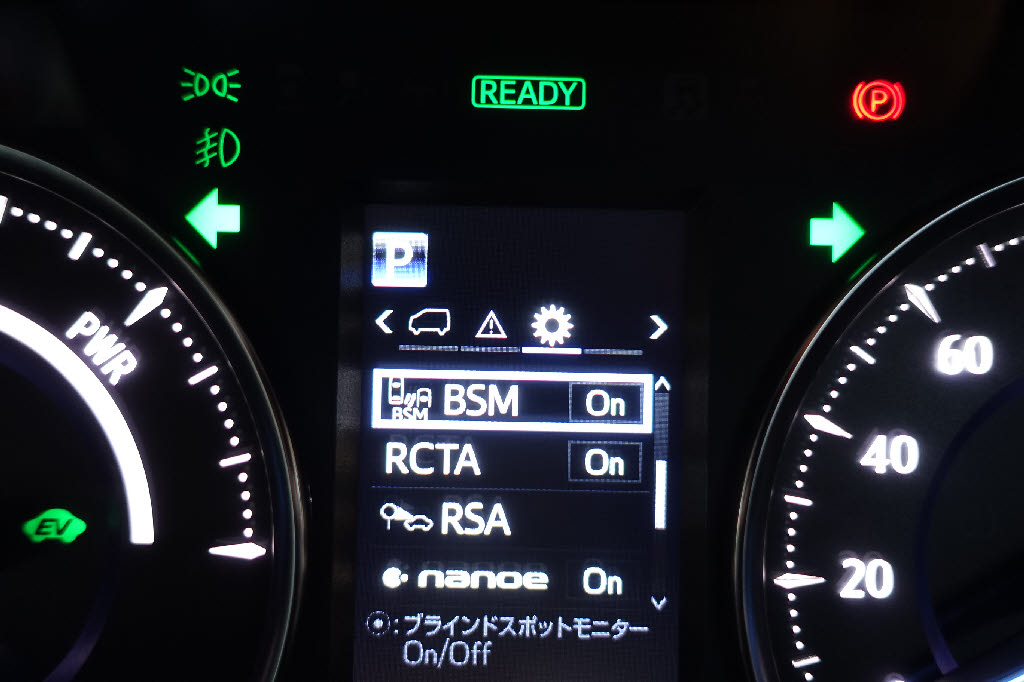 READY
P
P
PWR
60
BSM BSM On
40
RCTA On
RSA
EV
nanoe On
20
: ブラインドスポットモニター
On/Off